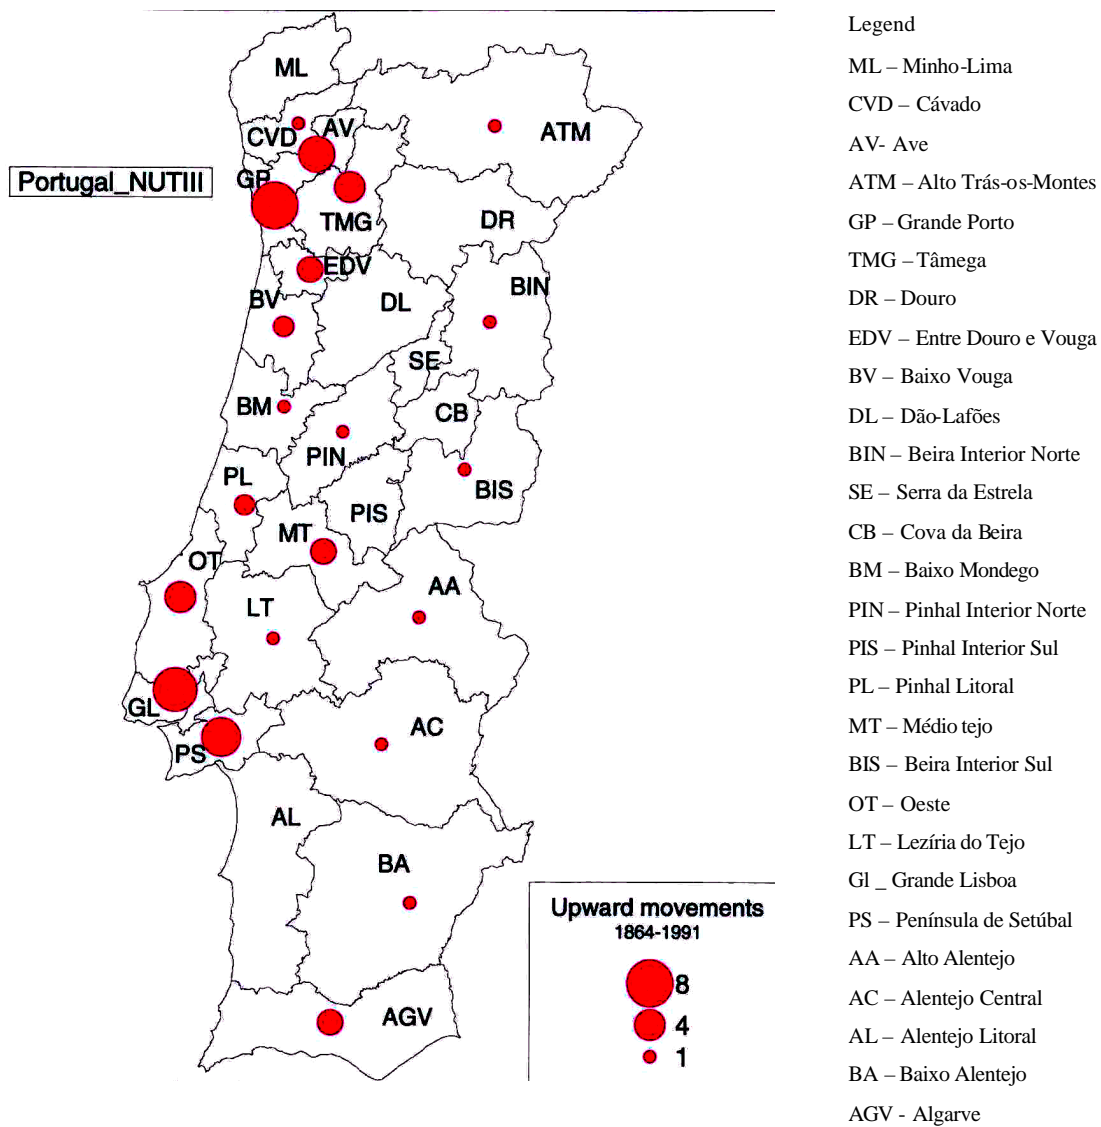 Portugal_NUTIII
ML
CVD
AV
ATM
GP
TMG
DR
EDV
BV
DL
BIN
SE
BM
CB
PIN
PL
BIS
PIS
MT
OT
AA
LT
GL
AC
PS
AL
BA
AGV
Upward movements
1864-1991
8
4
1
Legend
ML – Minho-Lima
CVD – Cávado
AV- Ave
ATM – Alto Trás-os-Montes
GP – Grande Porto
TMG – Tâmega
DR – Douro
EDV – Entre Douro e Vouga
BV – Baixo Vouga
DL – Dão-Lafões
BIN – Beira Interior Norte
SE – Serra da Estrela
CB – Cova da Beira
BM – Baixo Mondego
PIN – Pinhal Interior Norte
PIS – Pinhal Interior Sul
PL – Pinhal Litoral
MT – Médio tejo
BIS – Beira Interior Sul
OT – Oeste
LT – Lezíria do Tejo
Gl _ Grande Lisboa
PS – Península de Setúbal
AA – Alto Alentejo
AC – Alentejo Central
AL – Alentejo Litoral
BA – Baixo Alentejo
AGV - Algarve